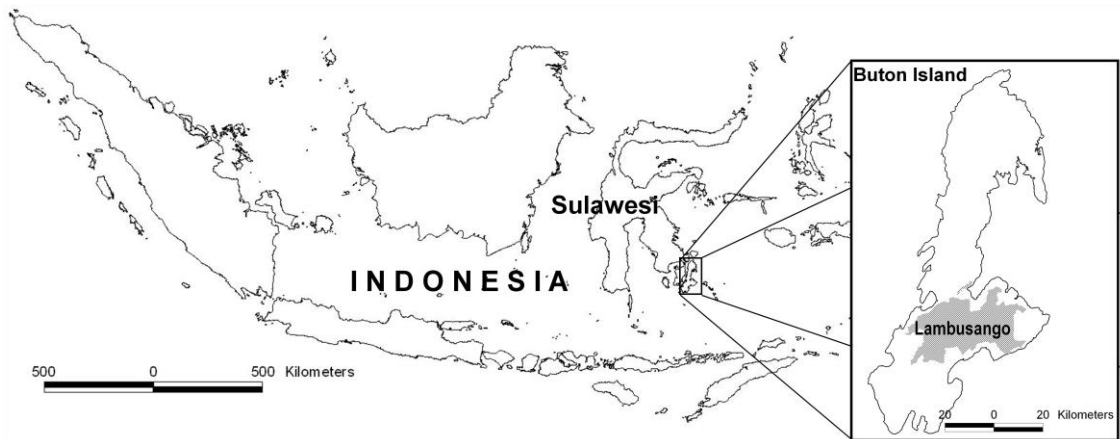 Buton Island
Sulawesi
INDONESIA
Lambusango
500 0 500 Kilometers
20 0 20 Kilometers